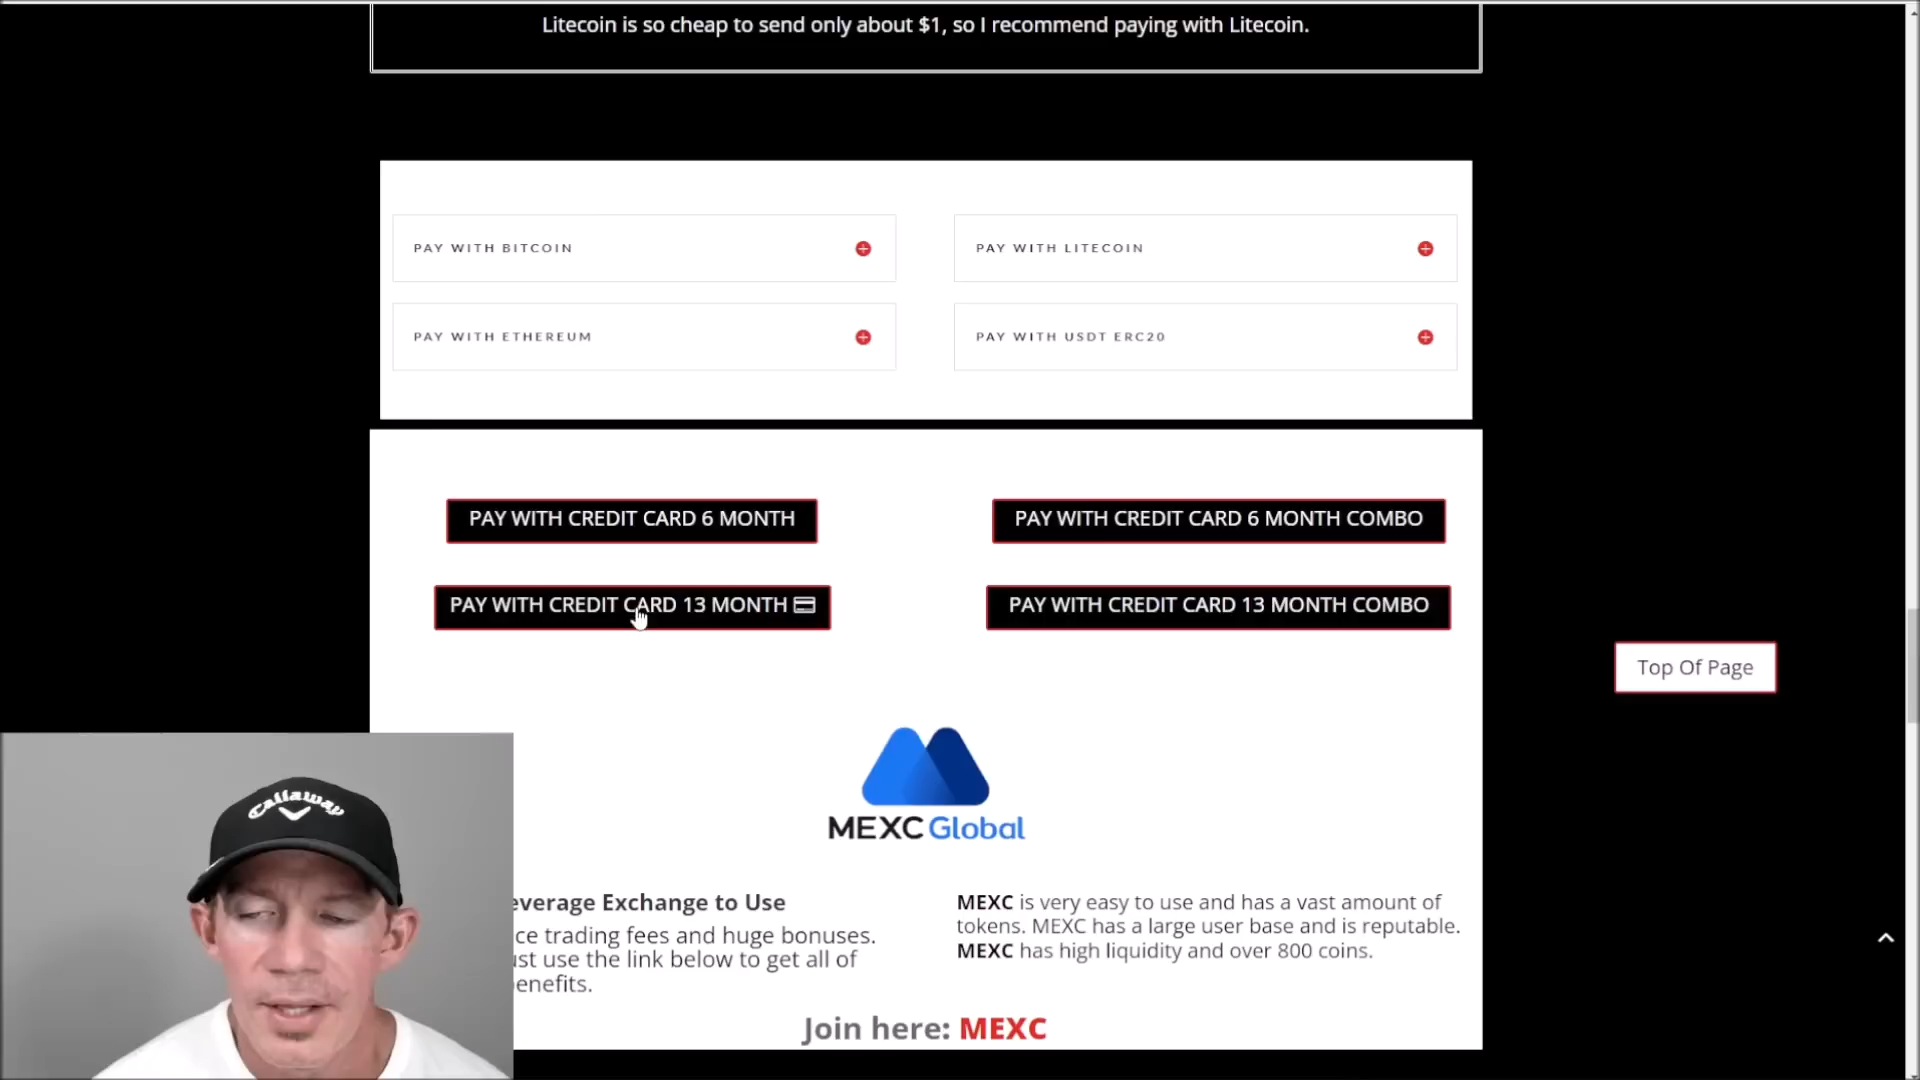 Litecoin is so cheap to send only about $1, so I recommend paying with Litecoin.
PAY WITH BITCOIN
PAY WITH LITECOIN
PAY WITH ETHEREUM
PAY WITH USDT ERC20
PAY WITH CREDIT CARD 6 MONTH
PAY WITH CREDIT CARD 6 MONTH COMBO
PAY WITH CREDIT CARD 13 MONTH
PAY WITH CREDIT CARD 13 MONTH COMBO
Top Of Page
MEXC Global
everage Exchange to Use
ce trading fees and huge bonuses.
ust use the link below to get all of
enefits.
MEXC is very easy to use and has a vast amount of
tokens. MEXC has a large user base and is reputable.
MEXC has high liquidity and over 800 coins.
Join here: MEXC
Callaway